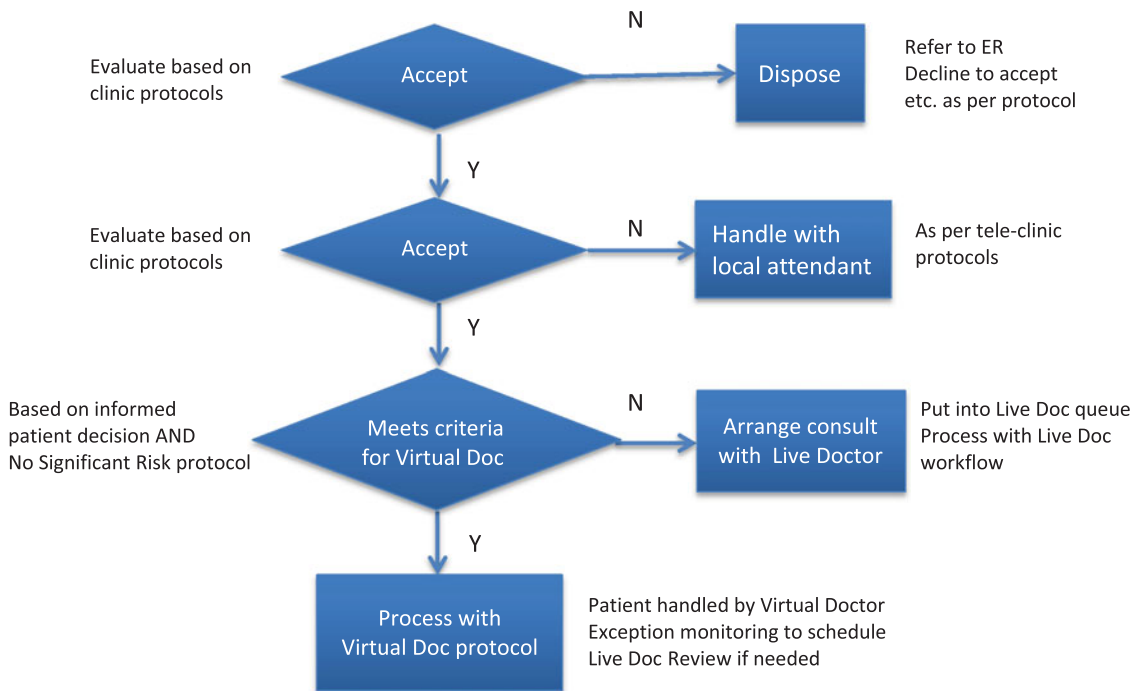 N
Evaluate based on
clinic protocols
Accept
Dispose
Refer to ER
Decline to accept
etc. as per protocol
Y
Evaluate based on
clinic protocols
Accept
N
Handle with
local attendant
As per tele-clinic
protocols
Y
Based on informed
patient decision AND
No Significant Risk protocol
Meets criteria
for Virtual Doc
N
Arrange consult
with Live Doctor
Put into Live Doc queue
Process with Live Doc
workflow
Y
Process with
Virtual Doc protocol
Patient handled by Virtual Doctor
Exception monitoring to schedule
Live Doc Review if needed